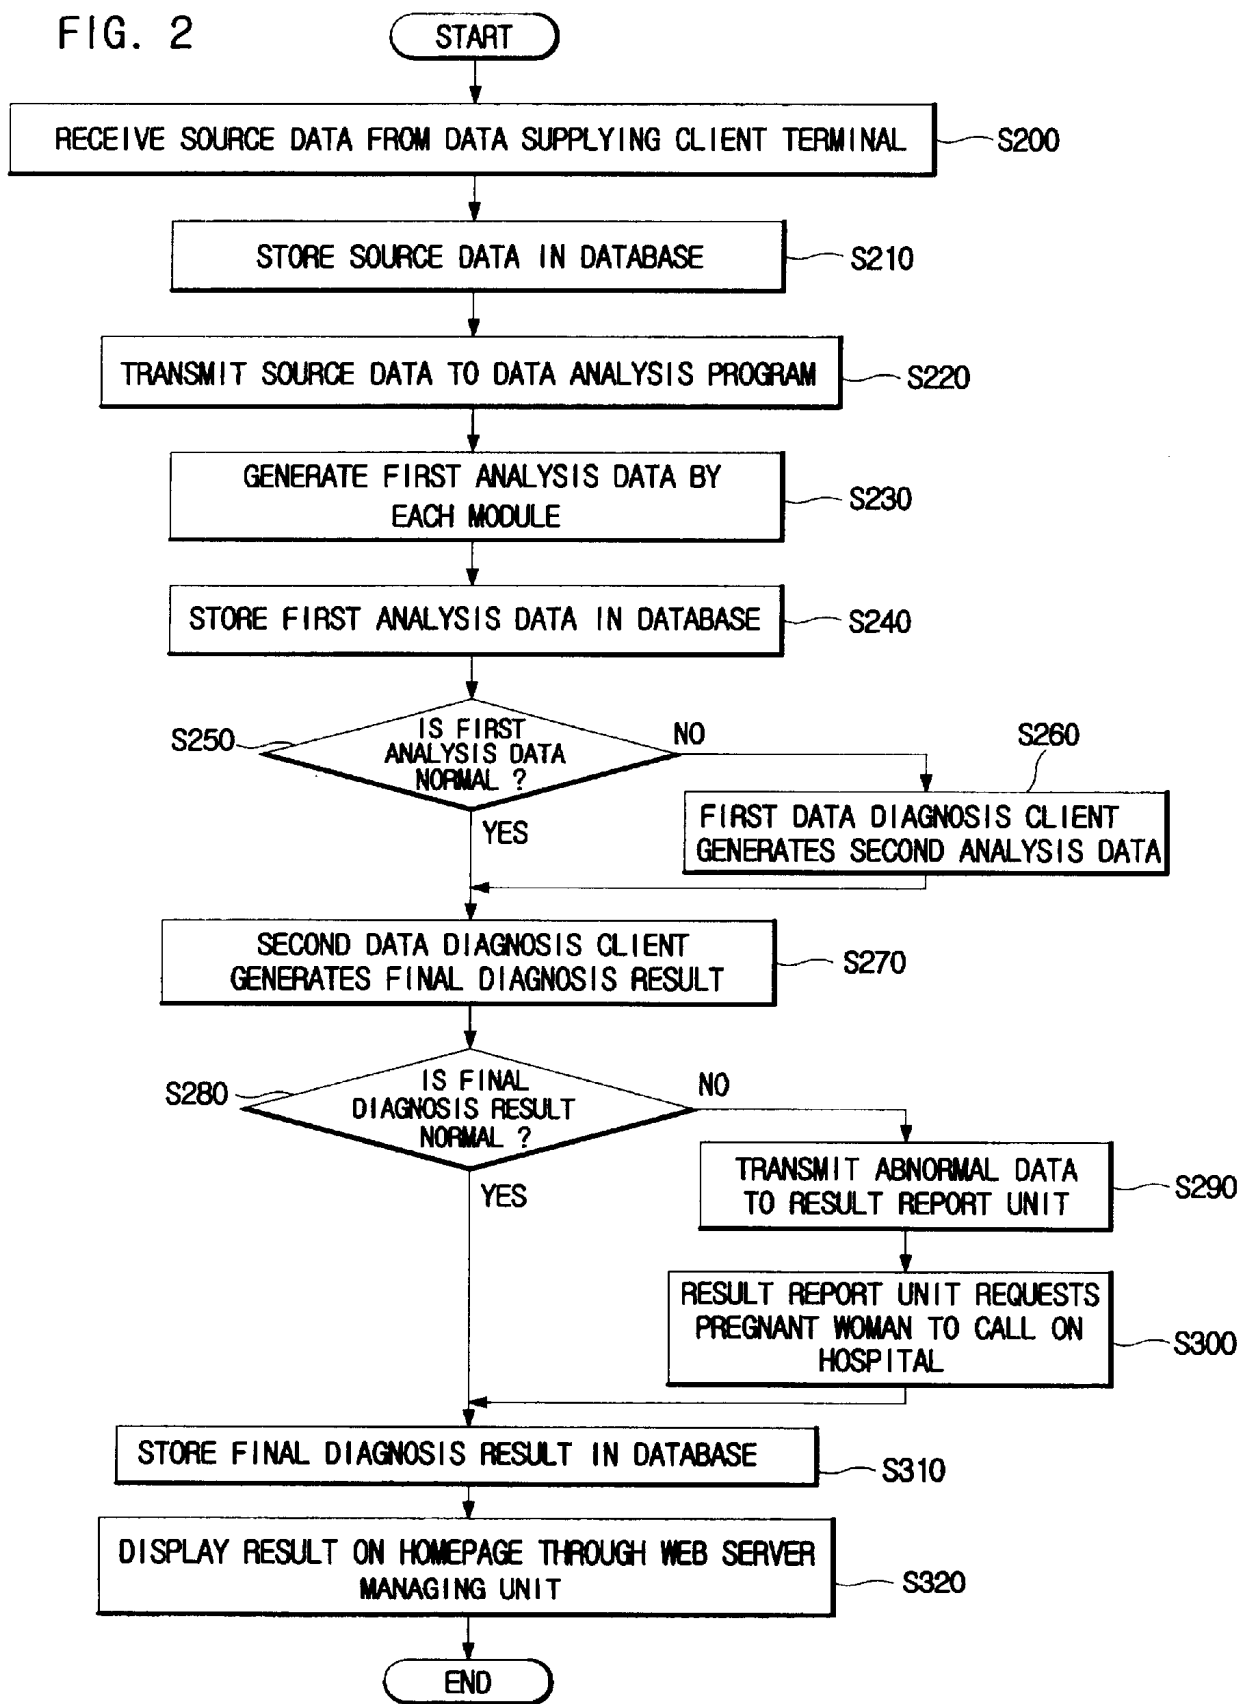 FIG. 2
START
RECEIVE SOURCE DATA FROM DATA SUPPLYING CLIENT TERMINAL
S200
STORE SOURCE DATA IN DATABASE
S210
TRANSMIT SOURCE DATA TO DATA ANALYSIS PROGRAM
S220
GENERATE FIRST ANALYSIS DATA BY
EACH MODULE
S230
STORE FIRST ANALYSIS DATA IN DATABASE
S240
S250
IS FIRST
ANALYSIS DATA
NORMAL ?
NO
YES
S260
FIRST DATA DIAGNOSIS CLIENT
GENERATES SECOND ANALYSIS DATA
SECOND DATA DIAGNOSIS CLIENT
GENERATES FINAL DIAGNOSIS RESULT
S270
S280
IS FINAL
DIAGNOSIS RESULT
NORMAL ?
NO
YES
TRANSMIT ABNORMAL DATA
TO RESULT REPORT UNIT
S290
RESULT REPORT UNIT REQUESTS
PREGNANT WOMAN TO CALL ON
HOSPITAL
S300
STORE FINAL DIAGNOSIS RESULT IN DATABASE
S310
DISPLAY RESULT ON HOMEPAGE THROUGH WEB SERVER
MANAGING UNIT
S320
END